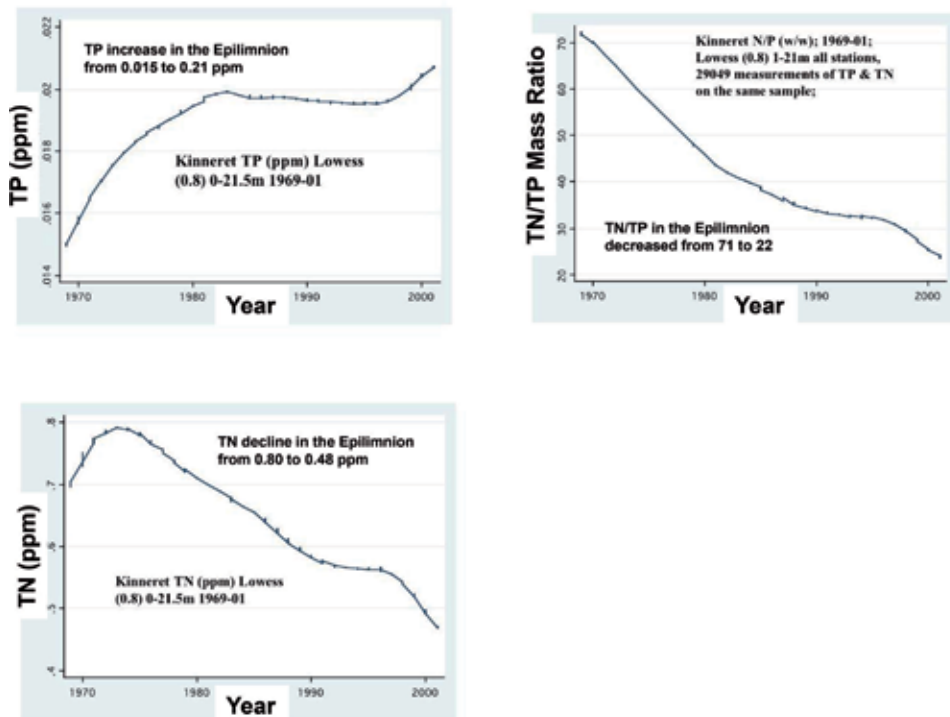 .022
TP increase in the Epilimnion
from 0.015 to 0.21 ppm
.02
TP (ppm)
.018
Kinneret TP (ppm) Lowess
(0.8) 0-21.5m 1969-01
.016
.014
1970 1980 1990 2000
Year
70
Kinneret N/P (w/w); 1969-01;
Lowess (0.8) 1-21m all stations,
29049 measurements of TP & TN
on the same sample;
60
TN/TP Mass Ratio
50
40
30
TN/TP in the Epilimnion
decreased from 71 to 22
20
1970 1980 1990 2000
Year
.8
TN decline in the Epilimnion
from 0.80 to 0.48 ppm
.7
TN (ppm)
.6
Kinneret TN (ppm) Lowess
(0.8) 0-21.5m 1969-01
.5
.4
1970 1980 1990 2000
Year